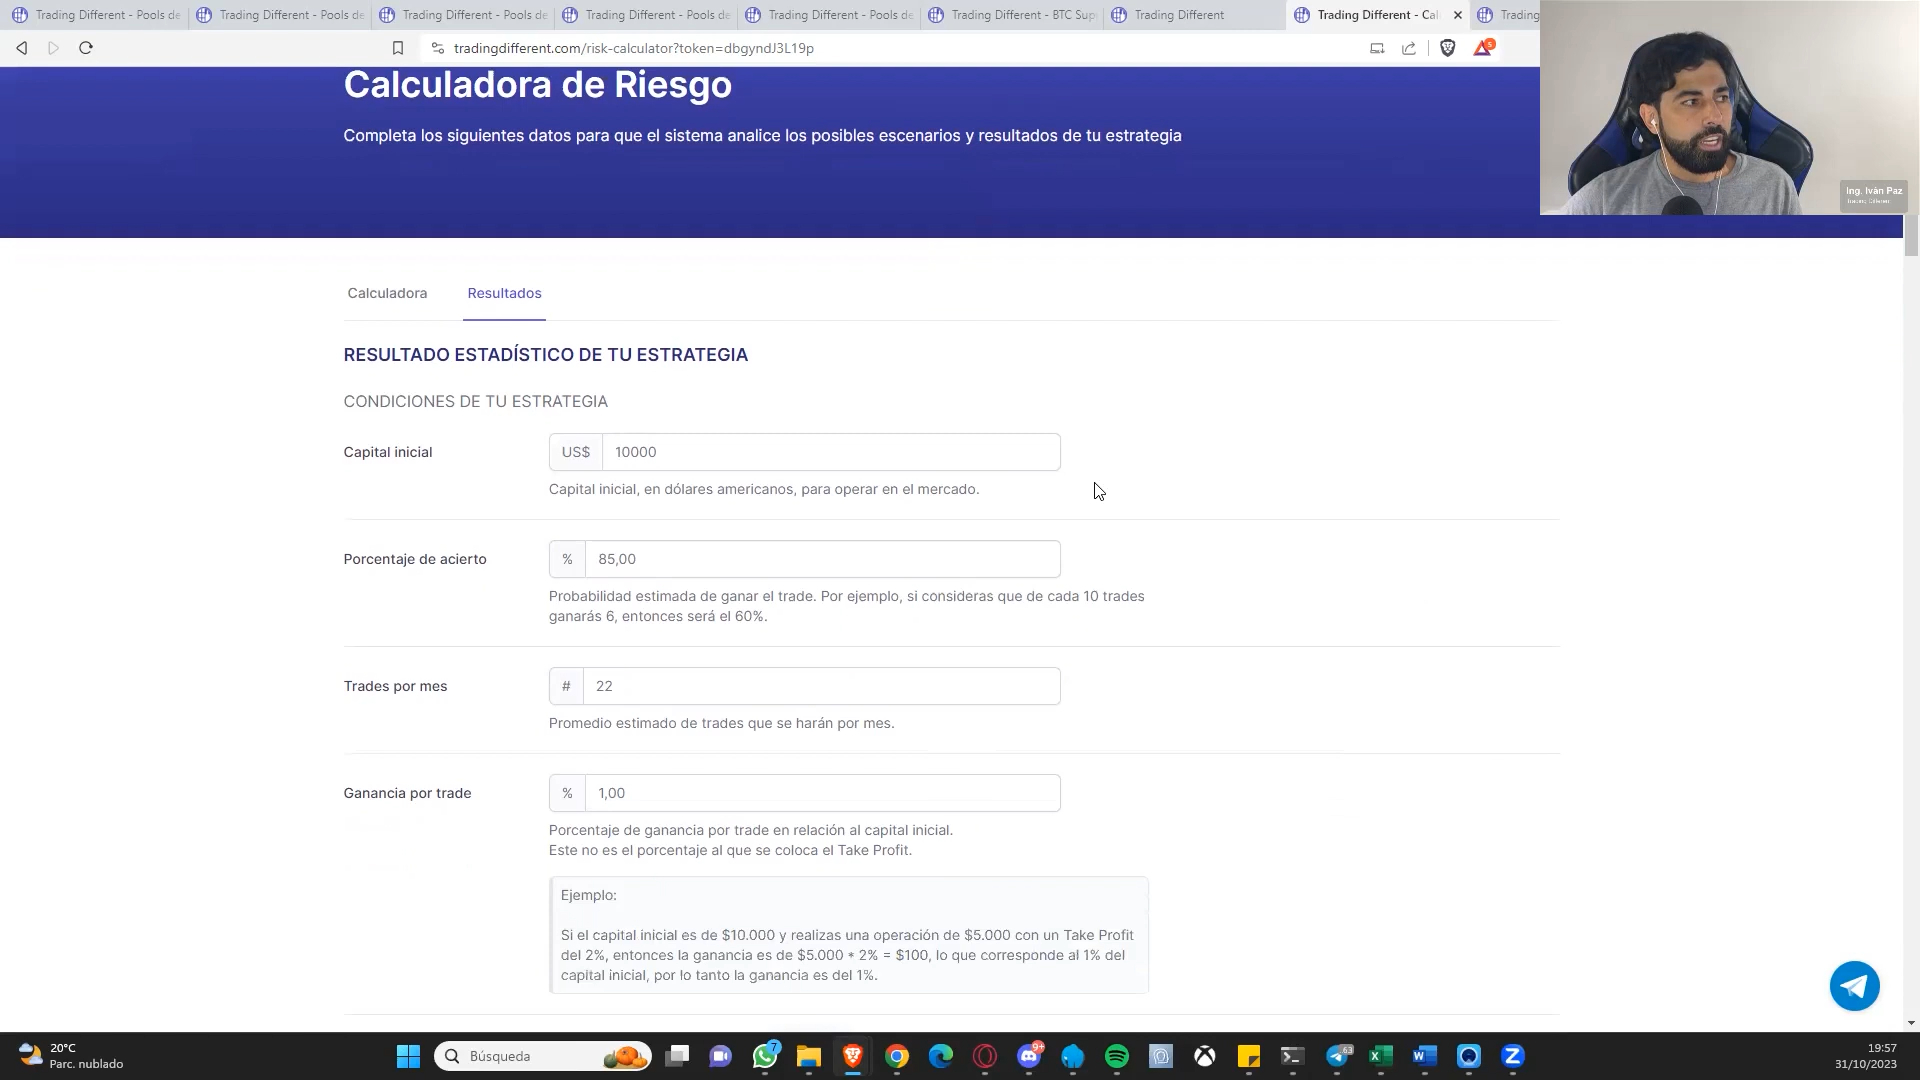 Trading Different - Pools de
Trading Different - Pools de
Trading Different - Pools de
Trading Different - Pools de
Trading Different - Pools de
Trading Different - BTC Sup
Trading Different
Trading Different - Cal
Trading
tradingdifferent.com/risk-calculator?token=dbgyndJ3L19p
5
Calculadora de Riesgo
Completa los siguientes datos para que el sistema analice los posibles escenarios y resultados de tu estrategia
Ing. Iván Paz
Trading Different
Calculadora
Resultados
RESULTADO ESTADÍSTICO DE TU ESTRATEGIA
CONDICIONES DE TU ESTRATEGIA
Capital inicial
US$ 10000
Capital inicial, en dólares americanos, para operar en el mercado.
Porcentaje de acierto
% 85,00
Probabilidad estimada de ganar el trade. Por ejemplo, si consideras que de cada 10 trades
ganarás 6, entonces será el 60%.
Trades por mes
# 22
Promedio estimado de trades que se harán por mes.
Ganancia por trade
% 1,00
Porcentaje de ganancia por trade en relación al capital inicial.
Este no es el porcentaje al que se coloca el Take Profit.
Ejemplo:
Si el capital inicial es de $10.000 y realizas una operación de $5.000 con un Take Profit
del 2%, entonces la ganancia es de $5.000 * 2% = $100, lo que corresponde al 1% del
capital inicial, por lo tanto la ganancia es del 1%.
20°C
Parc. nublado
Búsqueda
7
9+
63
19:57
31/10/2023